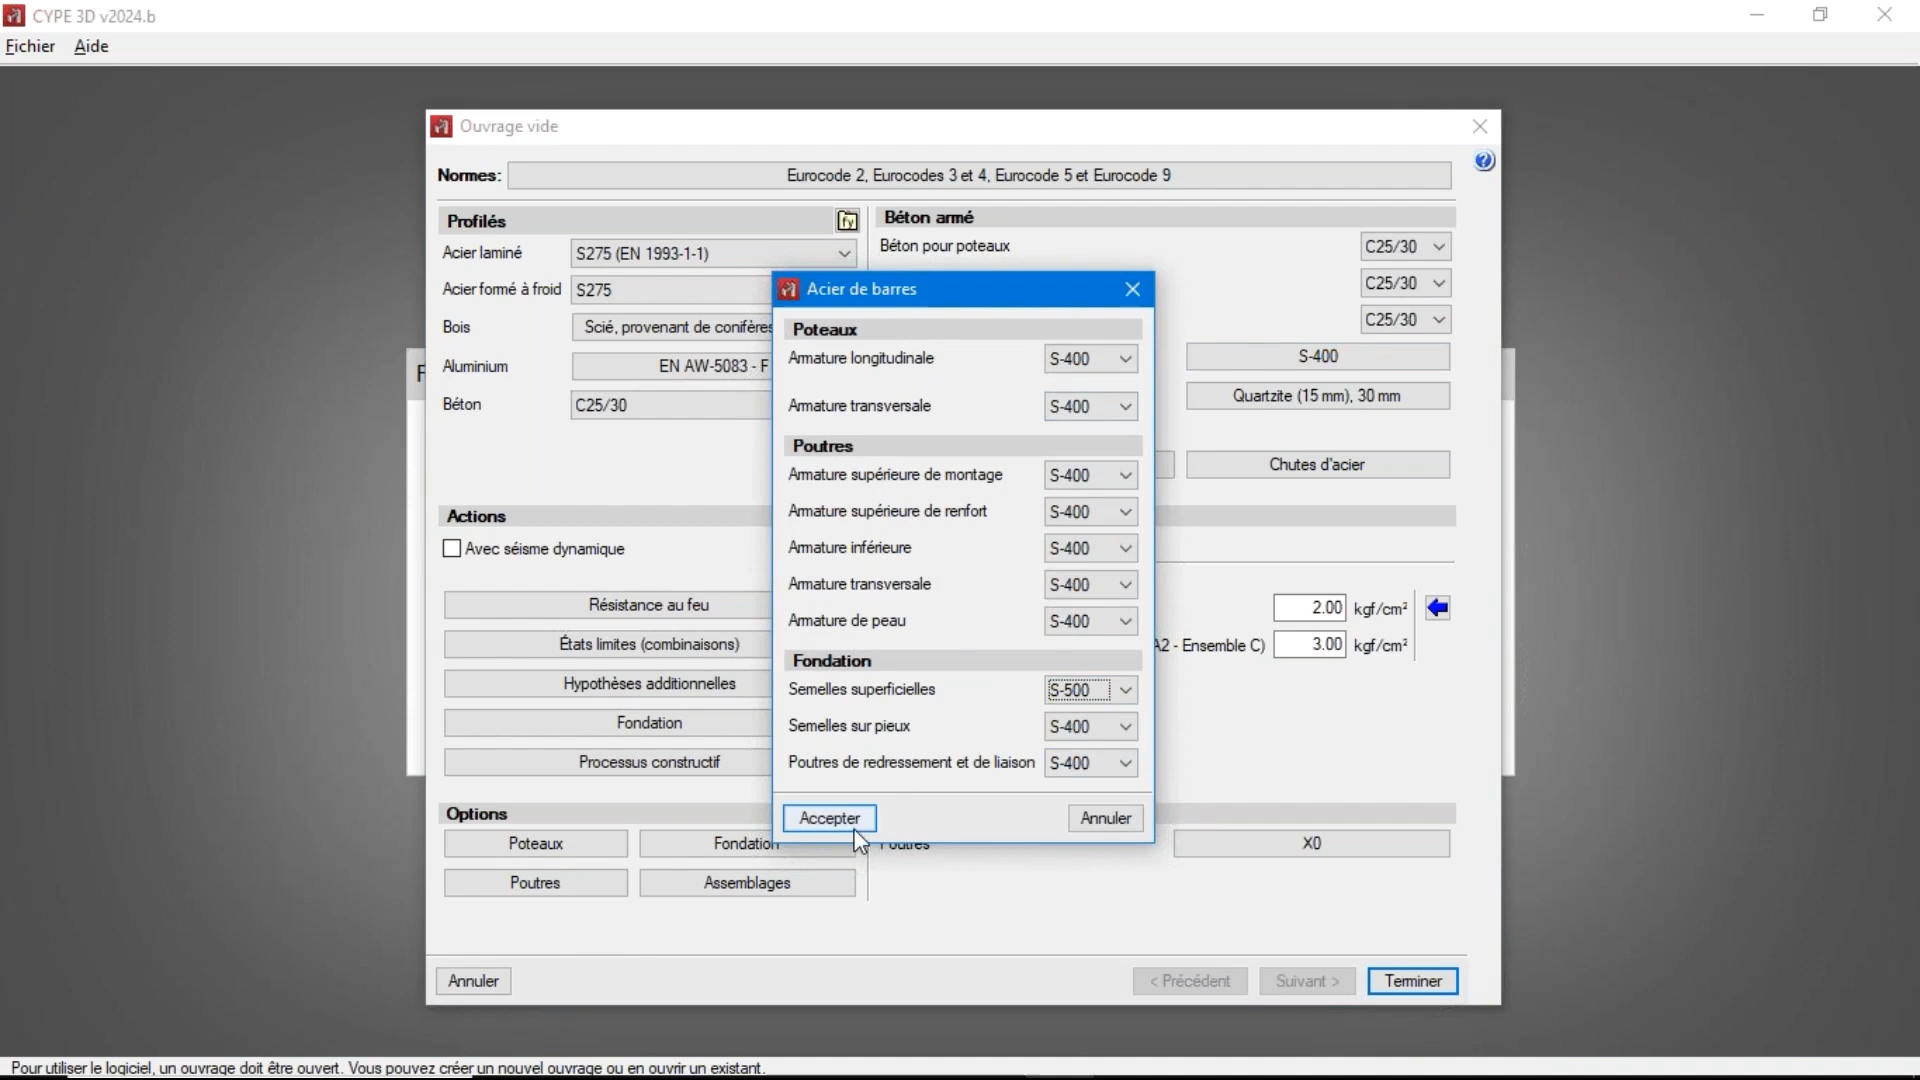 CYPE 3D v2024.b
Fichier Aide
Ouvrage vide
Normes: Eurocode 2, Eurocodes 3 et 4, Eurocode 5 et Eurocode 9
Profilés
Béton armé
Acier laminé S275 (EN 1993-1-1)
Béton pour poteaux C25/30
Acier formé à froid S275
C25/30
Bois Scié, provenant de conifères
C25/30
Aluminium EN AW-5083 - F
S-400
Béton C25/30
Quartzite (15 mm), 30 mm
Chutes d'acier
Actions
Avec séisme dynamique
Résistance au feu
États limites (combinaisons)
Hypothèses additionnelles
Fondation
Processus constructif
2.00 kgf/cm²
A2 - Ensemble C) 3.00 kgf/cm²
Acier de barres
Poteaux
Armature longitudinale S-400
Armature transversale S-400
Poutres
Armature supérieure de montage S-400
Armature supérieure de renfort S-400
Armature inférieure S-400
Armature transversale S-400
Armature de peau S-400
Fondation
Semelles superficielles S-500
Semelles sur pieux S-400
Poutres de redressement et de liaison S-400
Accepter Annuler
Options
Poteaux Fondation Poutres X0
Poutres Assemblages
Annuler < Précédent Suivant > Terminer
Pour utiliser le logiciel, un ouvrage doit être ouvert. Vous pouvez créer un nouvel ouvrage ou en ouvrir un existant.